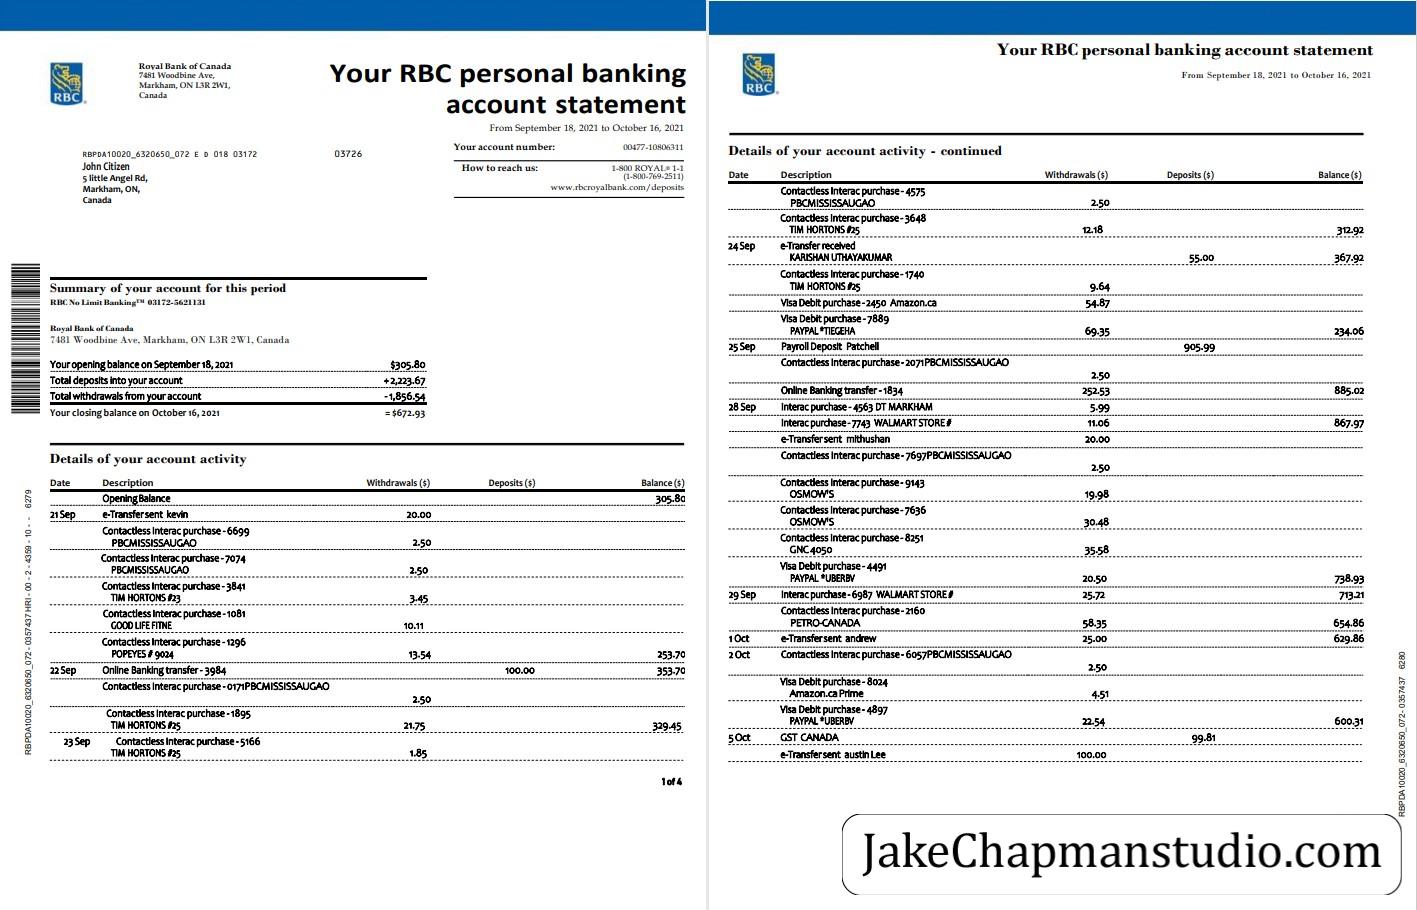 RBC
Royal Bank of Canada
7481 Woodbine Ave,
Markham, ON L3R 2W1,
Canada
Your RBC personal banking
account statement
From September 18, 2021 to October 16, 2021
Your account number: 00477-10806311
How to reach us: 1-800 ROYAL® 1-1
(1-800-769-2511)
www.rbcroyalbank.com/deposits
RBPDA10020_6320650_072 E D 018 03172 03726
John Citizen
5 little Angel Rd,
Markham, ON,
Canada
Summary of your account for this period
RBC No Limit Banking™ 03172-5621131
Royal Bank of Canada
7481 Woodbine Ave, Markham, ON L3R 2W1, Canada
Your opening balance on September 18, 2021 $305.80
Total deposits into your account + 2,223.67
Total withdrawals from your account - 1,856.54
Your closing balance on October 16, 2021 = $672.93
Details of your account activity
Date Description Withdrawals ($) Deposits ($) Balance ($)
Opening Balance 305.80
21 Sep e-Transfer sent kevin 20.00
Contactless Interac purchase - 6699
PBCMISSISSAUGAO 2.50
Contactless Interac purchase - 7074
PBCMISSISSAUGAO 2.50
Contactless Interac purchase - 3841
TIM HORTONS #23 3.45
Contactless Interac purchase - 1081
GOOD LIFE FITNE 10.11
Contactless Interac purchase - 1296
POPEYES # 9024 13.54 253.70
22 Sep Online Banking transfer - 3984 100.00 353.70
Contactless Interac purchase - 0171PBCMISSISSAUGAO
2.50
Contactless Interac purchase - 1895
TIM HORTONS #25 21.75 329.45
23 Sep Contactless Interac purchase - 5166
TIM HORTONS #25 1.85
1 of 4
RBPDA10020_6320650_072 - 0357437 HRI - 00 - 2 - 4359 - 10 - - 6279
RBC
Your RBC personal banking account statement
From September 18, 2021 to October 16, 2021
Details of your account activity - continued
Date Description Withdrawals ($) Deposits ($) Balance ($)
Contactless Interac purchase - 4575
PBCMISSISSAUGAO 2.50
Contactless Interac purchase - 3648
TIM HORTONS #25 12.18 312.92
24 Sep e-Transfer received
KARISHAN UTHAYAKUMAR 55.00 367.92
Contactless Interac purchase - 1740
TIM HORTONS #25 9.64
Visa Debit purchase - 2450 Amazon.ca 54.87
Visa Debit purchase - 7889
PAYPAL *TIEGEHA 69.35 234.06
25 Sep Payroll Deposit Patchell 905.99
Contactless Interac purchase - 2071PBCMISSISSAUGAO
2.50
Online Banking transfer - 1834 252.53 885.02
28 Sep Interac purchase - 4563 DT MARKHAM 5.99
Interac purchase - 7743 WALMART STORE # 11.06 867.97
e-Transfer sent mithushan 20.00
Contactless Interac purchase - 7697PBCMISSISSAUGAO
2.50
Contactless Interac purchase - 9143
OSMOW'S 19.98
Contactless Interac purchase - 7636
OSMOW'S 30.48
Contactless Interac purchase - 8251
GNC 4050 35.58
Visa Debit purchase - 4491
PAYPAL *UBERBV 20.50 738.93
29 Sep Interac purchase - 6987 WALMART STORE # 25.72 713.21
Contactless Interac purchase - 2160
PETRO-CANADA 58.35 654.86
1 Oct e-Transfer sent andrew 25.00 629.86
2 Oct Contactless Interac purchase - 6057PBCMISSISSAUGAO
2.50
Visa Debit purchase - 8024
Amazon.ca Prime 4.51
Visa Debit purchase - 4897
PAYPAL *UBERBV 22.54 600.31
5 Oct GST CANADA 99.81
e-Transfer sent austin Lee 100.00
RBPDA10020_6320650_072 - 0357437 6280
JakeChapmanstudio.com